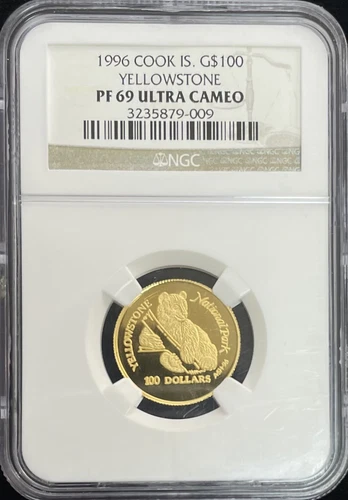 1996 COOK IS. G$100
YELLOWSTONE
PF 69 ULTRA CAMEO
3235879-009
NGC
YELLOWSTONE
National Park
100 DOLLARS